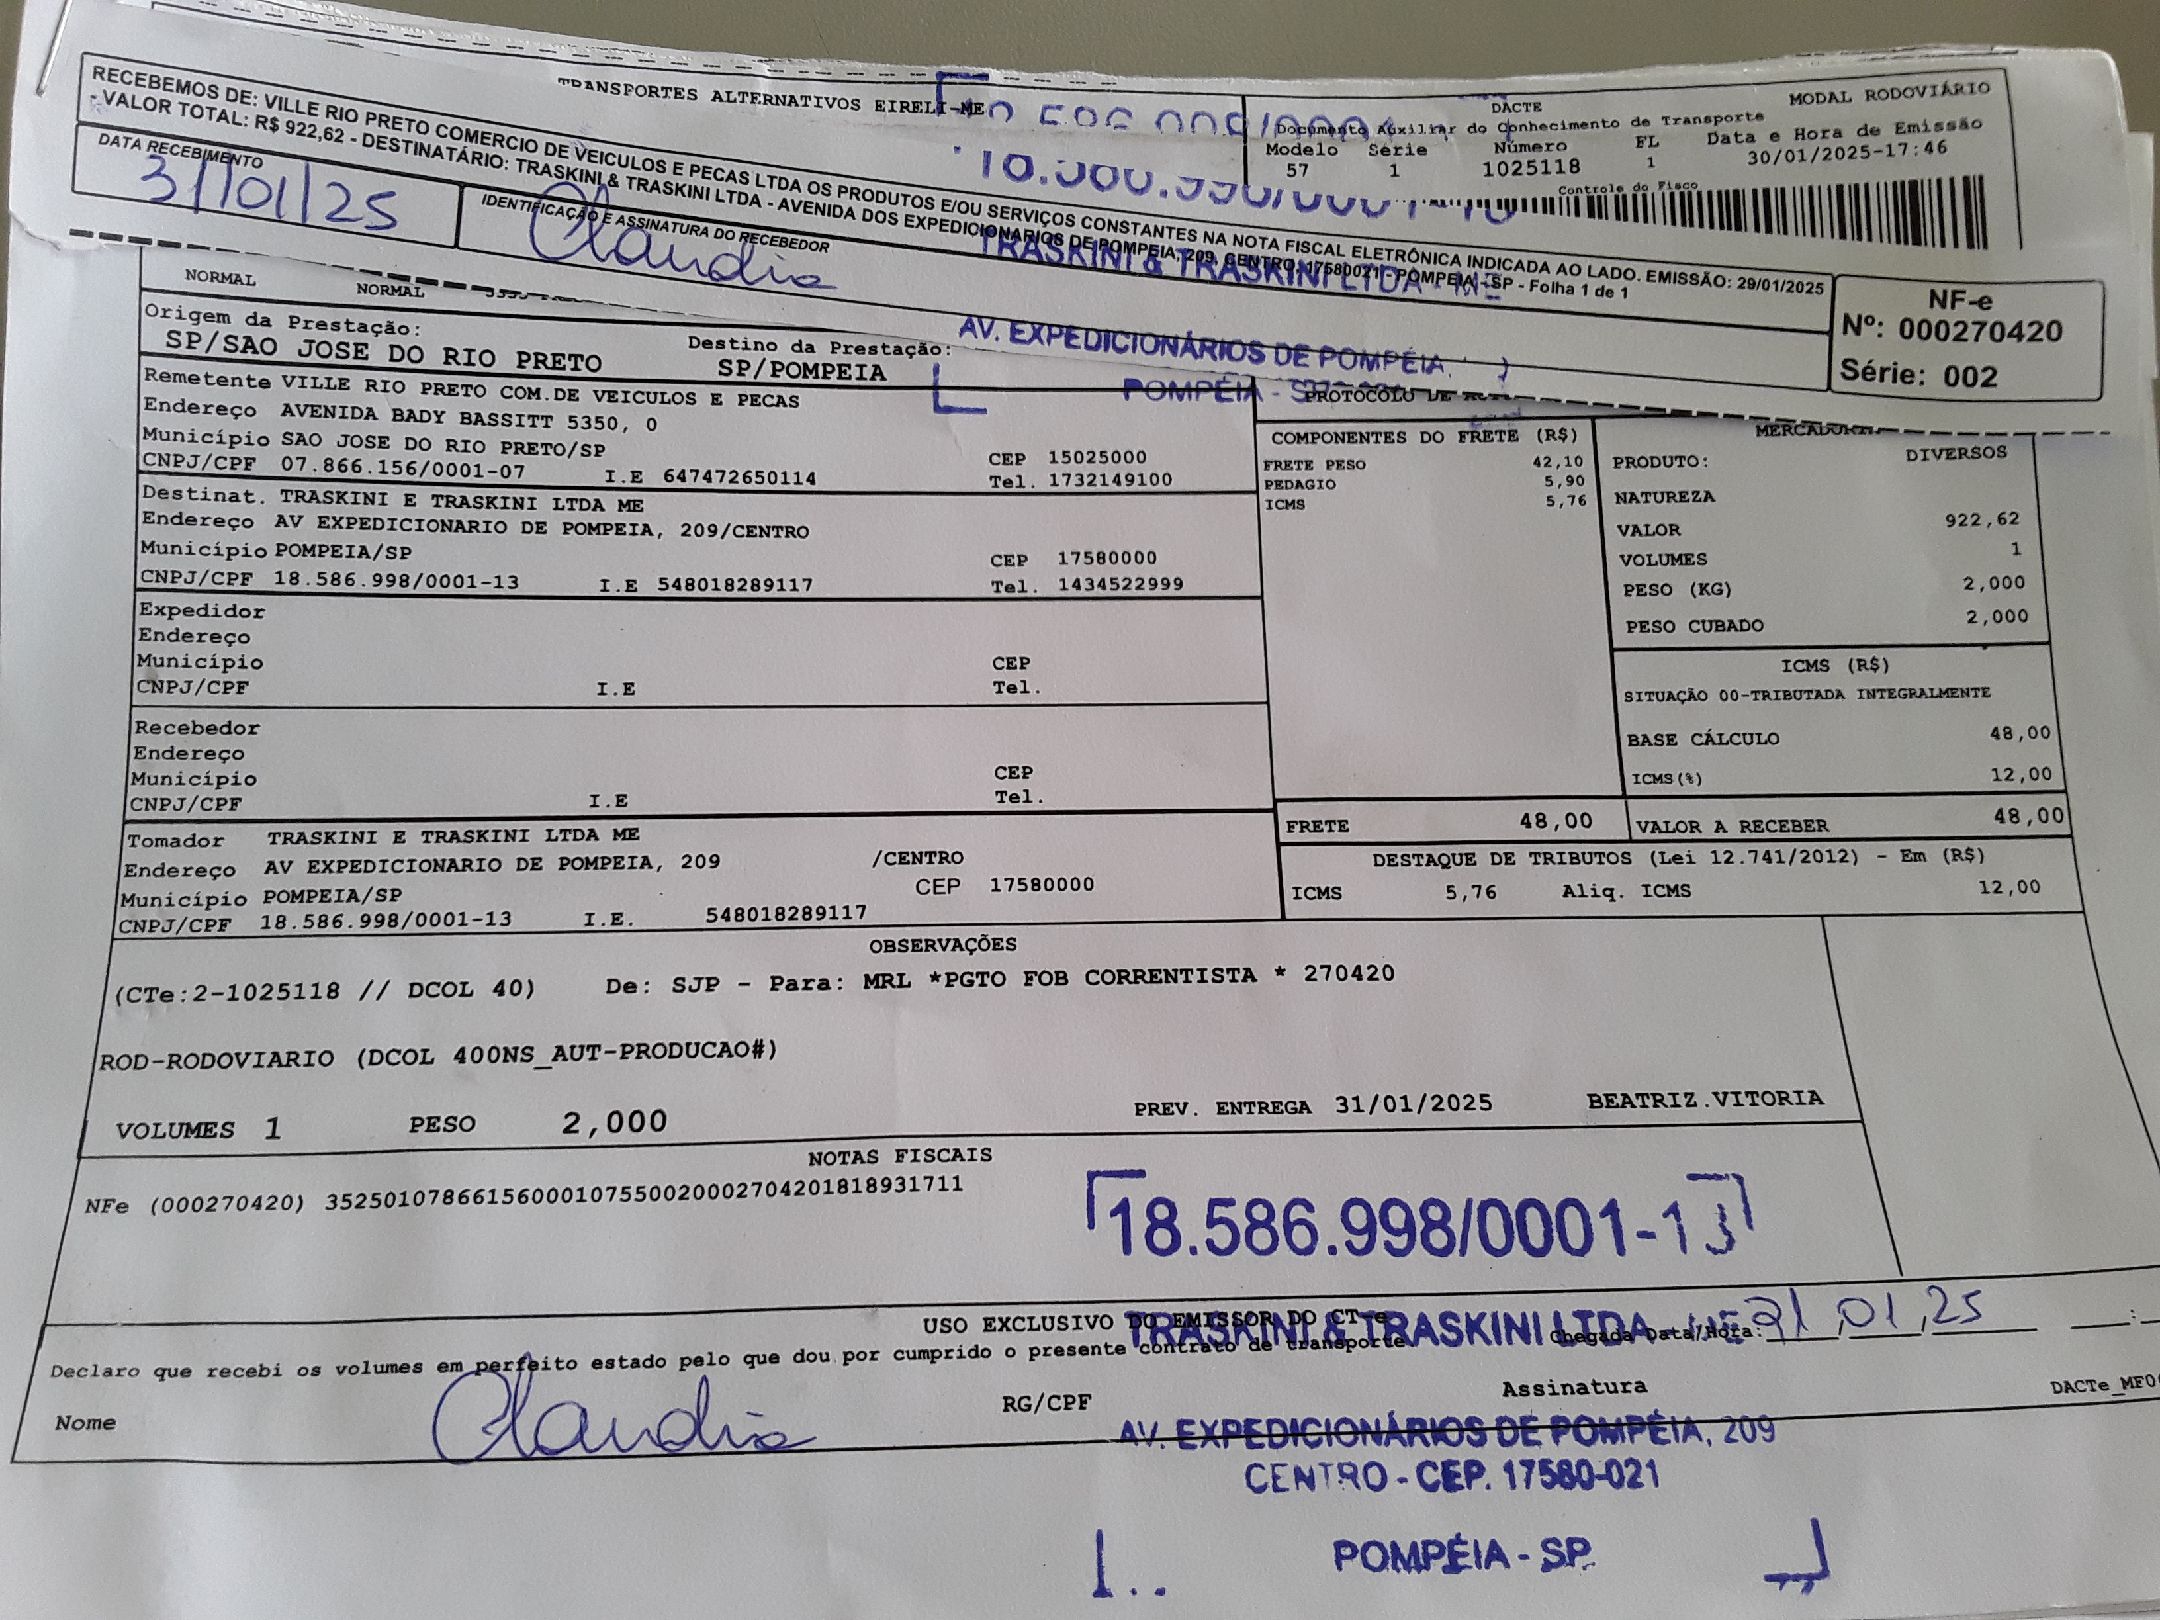 TRANSPORTES ALTERNATIVOS EIRELI-ME
DACTE
MODAL RODOVIÁRIO
Documento Auxiliar do Conhecimento de Transporte
Modelo Série Número FL Data e Hora de Emissão
57 1 1025118 1 30/01/2025-17:46
Controle do Fisco
RECEBEMOS DE: VILLE RIO PRETO COMERCIO DE VEICULOS E PECAS LTDA OS PRODUTOS E/OU SERVIÇOS CONSTANTES NA NOTA FISCAL ELETRÔNICA INDICADA AO LADO. EMISSÃO: 29/01/2025
- VALOR TOTAL: R$ 922,62 - DESTINATÁRIO: TRASKINI & TRASKINI LTDA - AVENIDA DOS EXPEDICIONARIOS DE POMPEIA, 209, CENTRO, 17580021 - POMPEIA - SP - Folha 1 de 1
DATA RECEBIMENTO
31/01/25
IDENTIFICAÇÃO E ASSINATURA DO RECEBEDOR
Claudia
NF-e
Nº: 000270420
Série: 002
TRASKINI & TRASKINI LTDA - ME
AV. EXPEDICIONÁRIOS DE POMPÉIA,
POMPÉIA -
NORMAL NORMAL
Origem da Prestação:
SP/SAO JOSE DO RIO PRETO
Destino da Prestação:
SP/POMPEIA
PROTOCOLO DE
Remetente VILLE RIO PRETO COM.DE VEICULOS E PECAS
Endereço AVENIDA BADY BASSITT 5350, 0
Município SAO JOSE DO RIO PRETO/SP CEP 15025000
CNPJ/CPF 07.866.156/0001-07 I.E 647472650114 Tel. 1732149100
Destinat. TRASKINI E TRASKINI LTDA ME
Endereço AV EXPEDICIONARIO DE POMPEIA, 209/CENTRO
Município POMPEIA/SP CEP 17580000
CNPJ/CPF 18.586.998/0001-13 I.E 548018289117 Tel. 1434522999
Expedidor
Endereço
Município CEP
CNPJ/CPF I.E Tel.
Recebedor
Endereço
Município CEP
CNPJ/CPF I.E Tel.
Tomador TRASKINI E TRASKINI LTDA ME
Endereço AV EXPEDICIONARIO DE POMPEIA, 209 /CENTRO
Município POMPEIA/SP CEP 17580000
CNPJ/CPF 18.586.998/0001-13 I.E. 548018289117
COMPONENTES DO FRETE (R$)
FRETE PESO 42,10
PEDAGIO 5,90
ICMS 5,76
PRODUTO: DIVERSOS
NATUREZA
VALOR 922,62
VOLUMES 1
PESO (KG) 2,000
PESO CUBADO 2,000
ICMS (R$)
SITUAÇÃO 00-TRIBUTADA INTEGRALMENTE
BASE CÁLCULO 48,00
ICMS(%) 12,00
FRETE 48,00 VALOR A RECEBER 48,00
DESTAQUE DE TRIBUTOS (Lei 12.741/2012) - Em (R$)
ICMS 5,76 Aliq. ICMS 12,00
OBSERVAÇÕES
(CTe:2-1025118 // DCOL 40) De: SJP - Para: MRL *PGTO FOB CORRENTISTA * 270420
ROD-RODOVIARIO (DCOL 400NS_AUT-PRODUCAO#)
VOLUMES 1 PESO 2,000 PREV. ENTREGA 31/01/2025 BEATRIZ.VITORIA
NOTAS FISCAIS
NFe (000270420) 35250107866156000107550020002704201818931711
18.586.998/0001-13
USO EXCLUSIVO DO EMISSOR DO CT-e
TRASKINI & TRASKINI LTDA - ME
Chegada Data/Hora: 31,01,25 :
Declaro que recebi os volumes em perfeito estado pelo que dou por cumprido o presente contrato de transporte
Nome Claudia RG/CPF Assinatura
AV. EXPEDICIONÁRIOS DE POMPÉIA, 209
CENTRO - CEP. 17580-021
POMPÉIA - SP